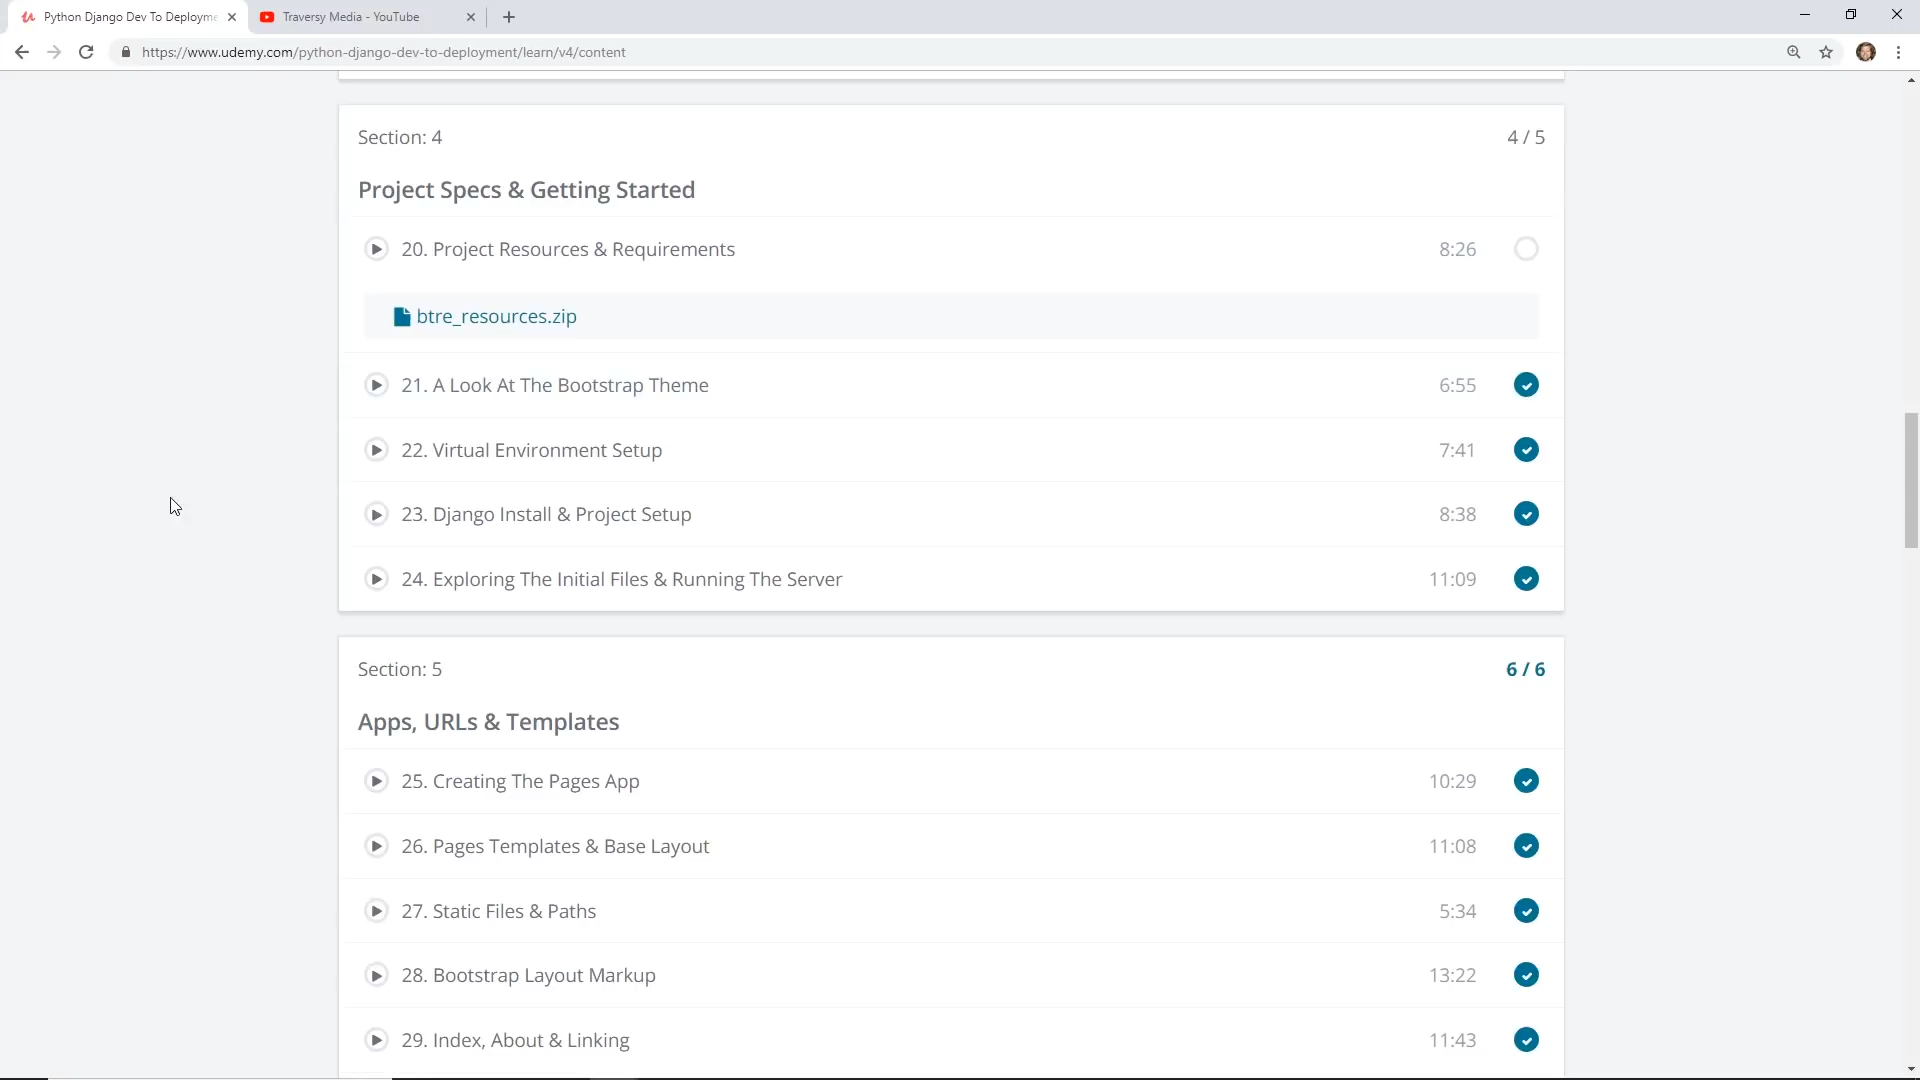 Python Django Dev To Deployme
Traversy Media - YouTube
https://www.udemy.com/python-django-dev-to-deployment/learn/v4/content
Section: 4
4 / 5
Project Specs & Getting Started
20. Project Resources & Requirements
8:26
btre_resources.zip
21. A Look At The Bootstrap Theme
6:55
22. Virtual Environment Setup
7:41
23. Django Install & Project Setup
8:38
24. Exploring The Initial Files & Running The Server
11:09
Section: 5
6 / 6
Apps, URLs & Templates
25. Creating The Pages App
10:29
26. Pages Templates & Base Layout
11:08
27. Static Files & Paths
5:34
28. Bootstrap Layout Markup
13:22
29. Index, About & Linking
11:43